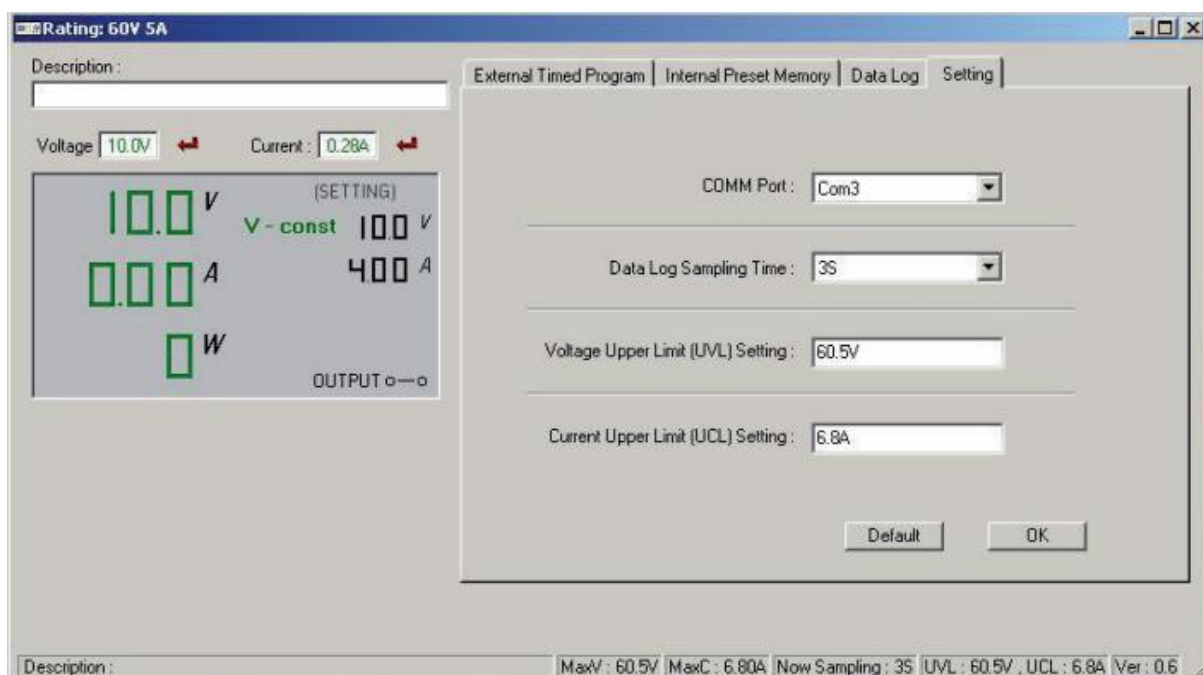 Rating: 60V 5A
Description :
External Timed Program Internal Preset Memory Data Log Setting
Voltage 10.0V Current : 0.28A
10.0 V
(SETTING)
V - const 10.0 V
0.00 A
4.00 A
0 W
OUTPUT
COMM Port : Com3
Data Log Sampling Time : 3S
Voltage Upper Limit (UVL) Setting : 60.5V
Current Upper Limit (UCL) Setting : 6.8A
Default OK
Description : MaxV : 60.5V MaxC : 6.80A Now Sampling : 3S UVL : 60.5V , UCL : 6.8A Ver : 0.6